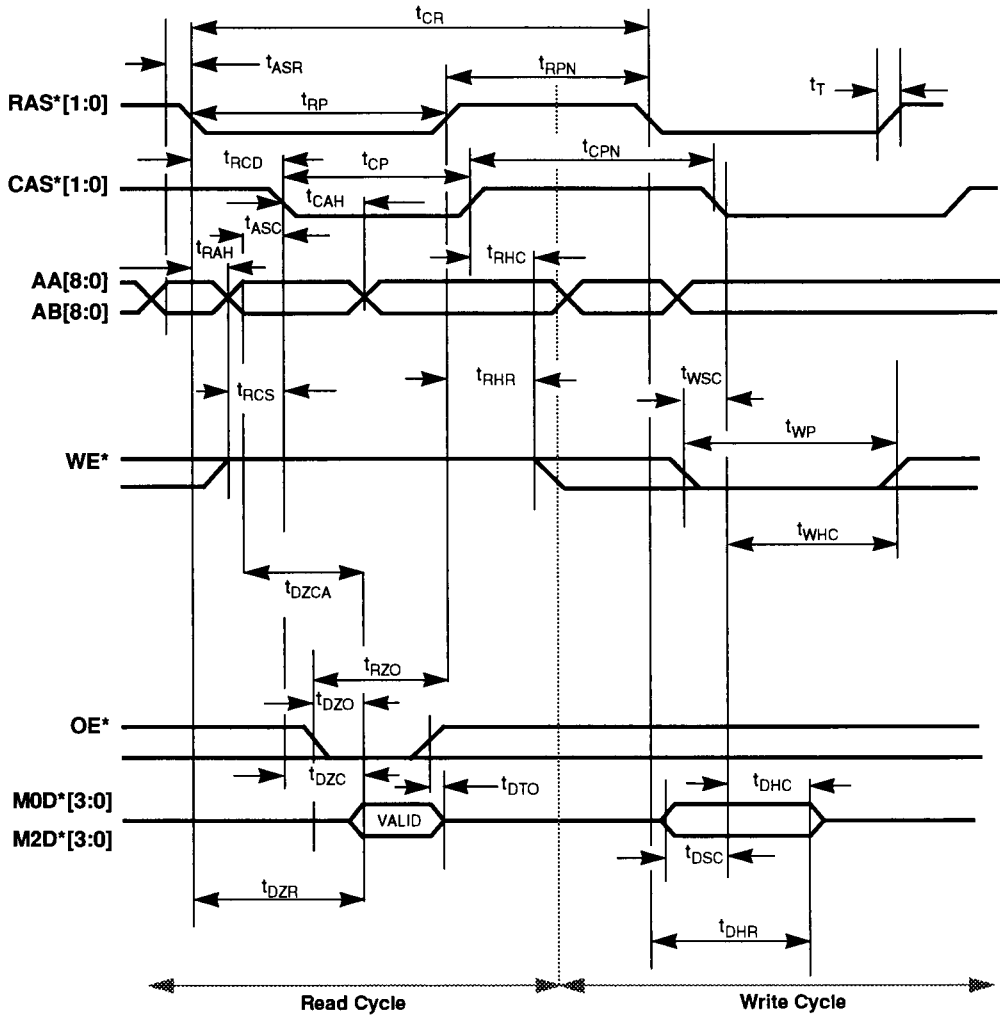 tCR
tASR
tRPN
tT
RAS*[1:0]
tRP
tRCD
tCP
tCPN
CAS*[1:0]
tCAH
tASC
tRAH
tRHC
AA[8:0]
AB[8:0]
tRCS
tRHR
tWSC
tWP
WE*
tWHC
tDZCA
tRZO
tDZO
OE*
tDZC
tDTO
tDHC
M0D*[3:0]
VALID
M2D*[3:0]
tDSC
tDZR
tDHR
Read Cycle
Write Cycle